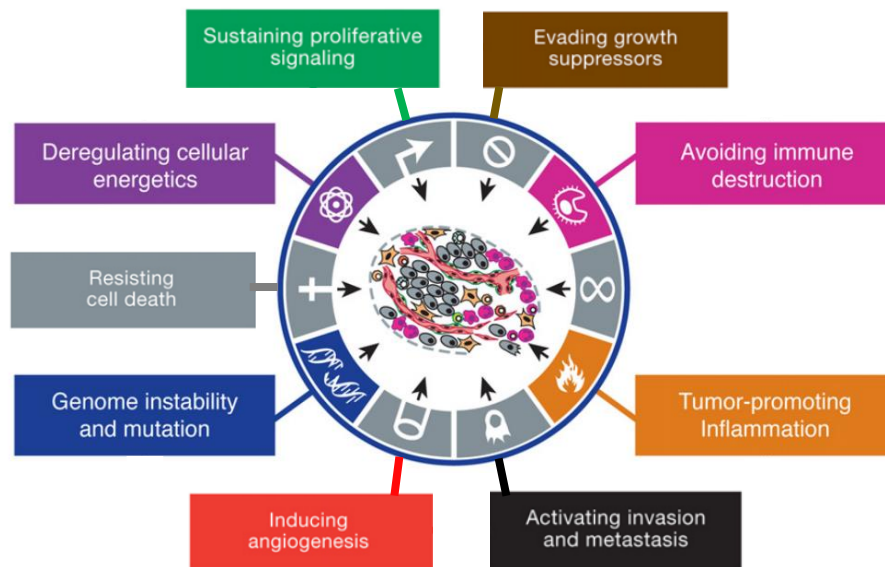 Sustaining proliferative
signaling
Evading growth
suppressors
Deregulating cellular
energetics
Avoiding immune
destruction
Resisting
cell death
Genome instability
and mutation
Tumor-promoting
Inflammation
Inducing
angiogenesis
Activating invasion
and metastasis